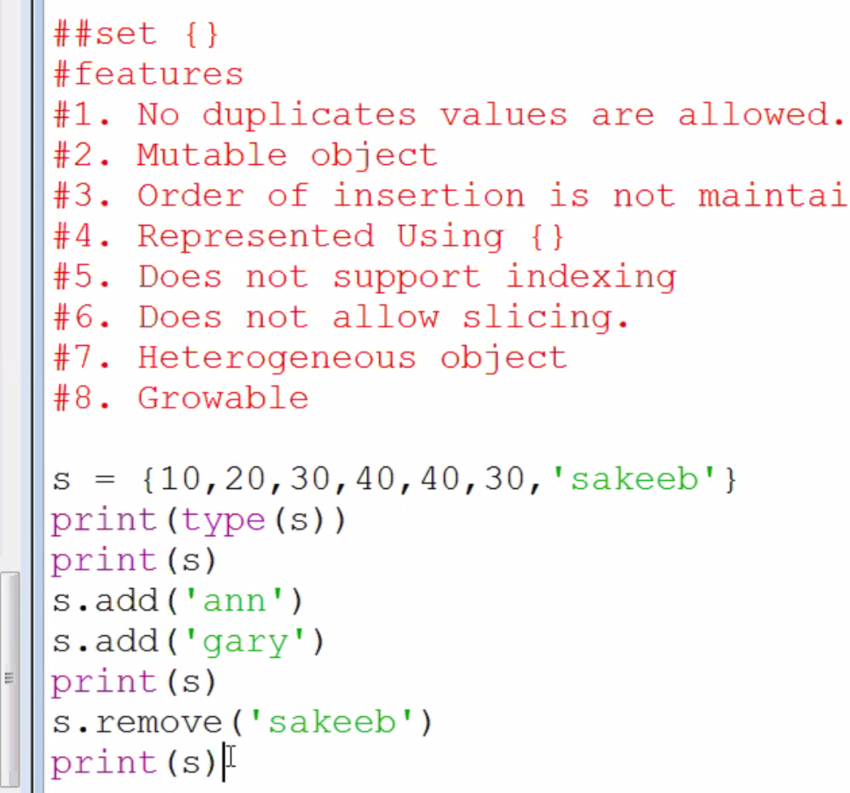 ##set {}
#features
#1. No duplicates values are allowed.
#2. Mutable object
#3. Order of insertion is not maintai
#4. Represented Using {}
#5. Does not support indexing
#6. Does not allow slicing.
#7. Heterogeneous object
#8. Growable
s = {10,20,30,40,40,30,'sakeeb'}
print(type(s))
print(s)
s.add('ann')
s.add('gary')
print(s)
s.remove('sakeeb')
print(s)